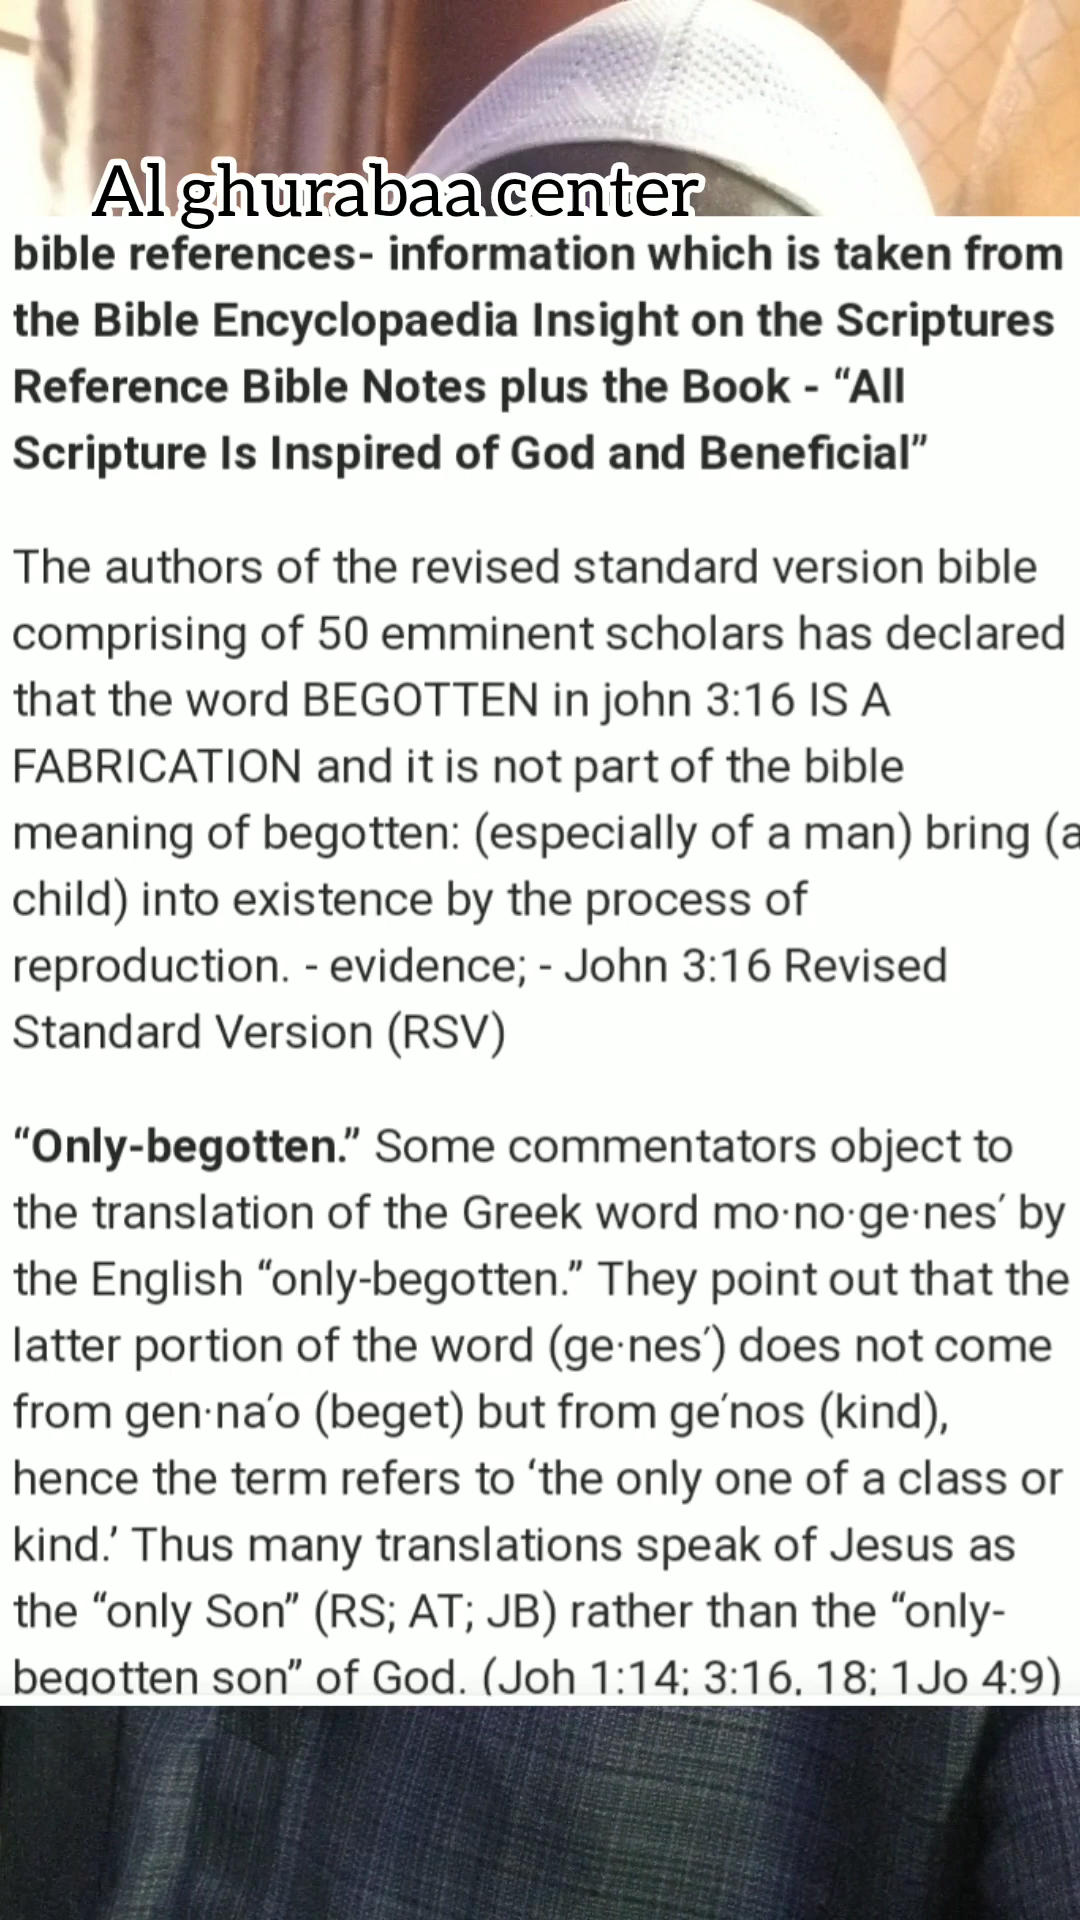 Al ghurabaa center
bible references- information which is taken from
the Bible Encyclopaedia Insight on the Scriptures
Reference Bible Notes plus the Book - “All
Scripture Is Inspired of God and Beneficial”
The authors of the revised standard version bible
comprising of 50 emminent scholars has declared
that the word BEGOTTEN in john 3:16 IS A
FABRICATION and it is not part of the bible
meaning of begotten: (especially of a man) bring (a
child) into existence by the process of
reproduction. - evidence; - John 3:16 Revised
Standard Version (RSV)
“Only-begotten.” Some commentators object to
the translation of the Greek word mo·no·ge·nesʹ by
the English “only-begotten.” They point out that the
latter portion of the word (ge·nesʹ) does not come
from gen·naʹo (beget) but from geʹnos (kind),
hence the term refers to ‘the only one of a class or
kind.’ Thus many translations speak of Jesus as
the “only Son” (RS; AT; JB) rather than the “only-
begotten son” of God. (Joh 1:14; 3:16, 18; 1Jo 4:9)